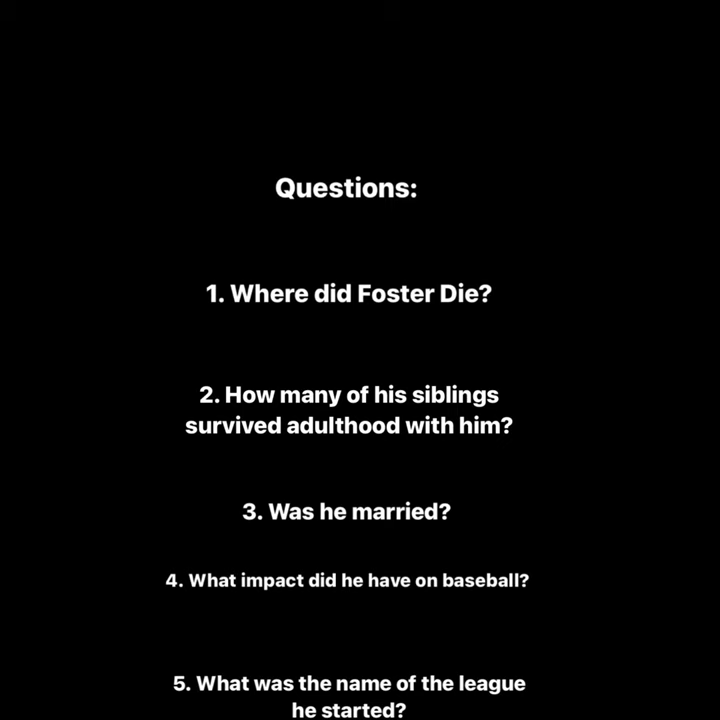 Questions:
1. Where did Foster Die?
2. How many of his siblings
survived adulthood with him?
3. Was he married?
4. What impact did he have on baseball?
5. What was the name of the league
he started?